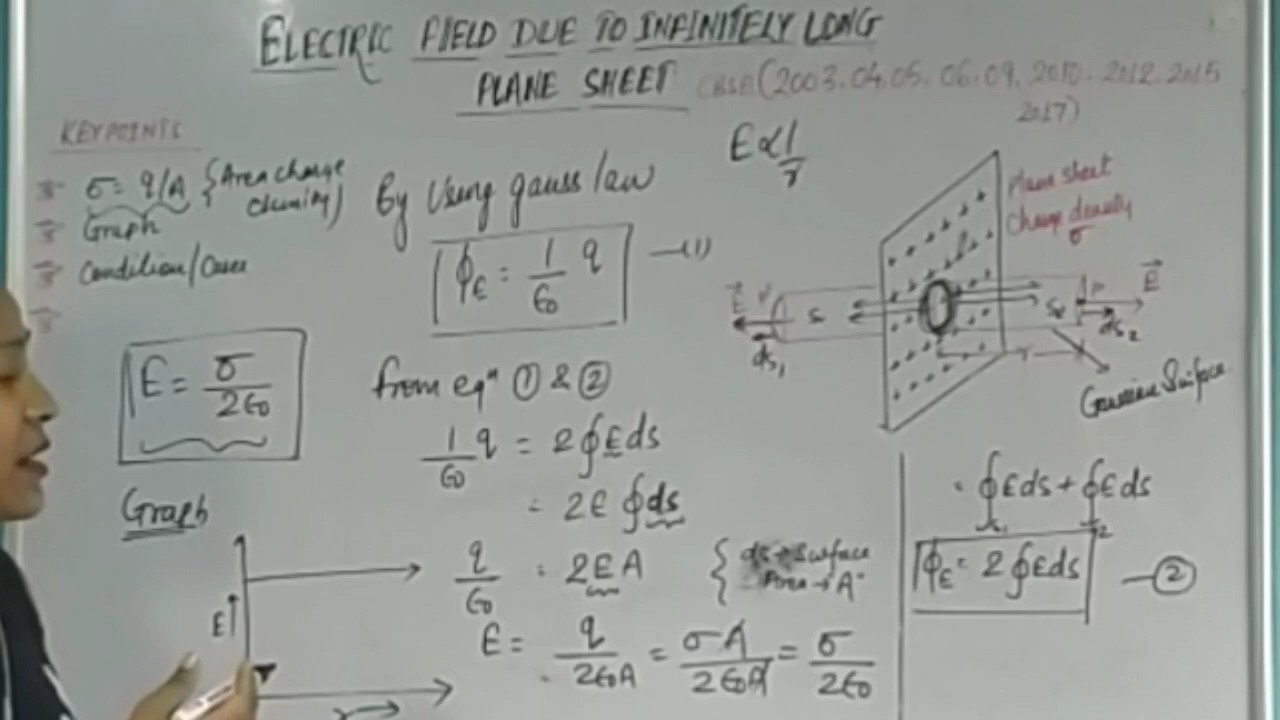 ELECTRIC FIELD DUE TO INFINITELY LONG
PLANE SHEET CBSE(2003.04.05.06.09.2010.2012.2015
2017)
KEYPOINTS
σ = q/A {Area charge
density)
Graph
Condition/Cases
E = σ/2ϵ0
Graph
E↑
r
By Using gauss law
ϕE = 1/ϵ0 q —(1)
from eqn ① & ②
1/ϵ0 q = 2∮Eds
= 2E ∮ds
q/ϵ0 = 2EA { ds→Surface
Area→'A'
E = q/2ϵ0A = σA/2ϵ0A = σ/2ϵ0
E ∝ 1/r
Plane sheet
Charge density
σ
E P' S P E
ds1 ds2
r
Gaussian Surface
= ∮Eds + ∮Eds
S1 S2
ϕE = 2∮Eds —②